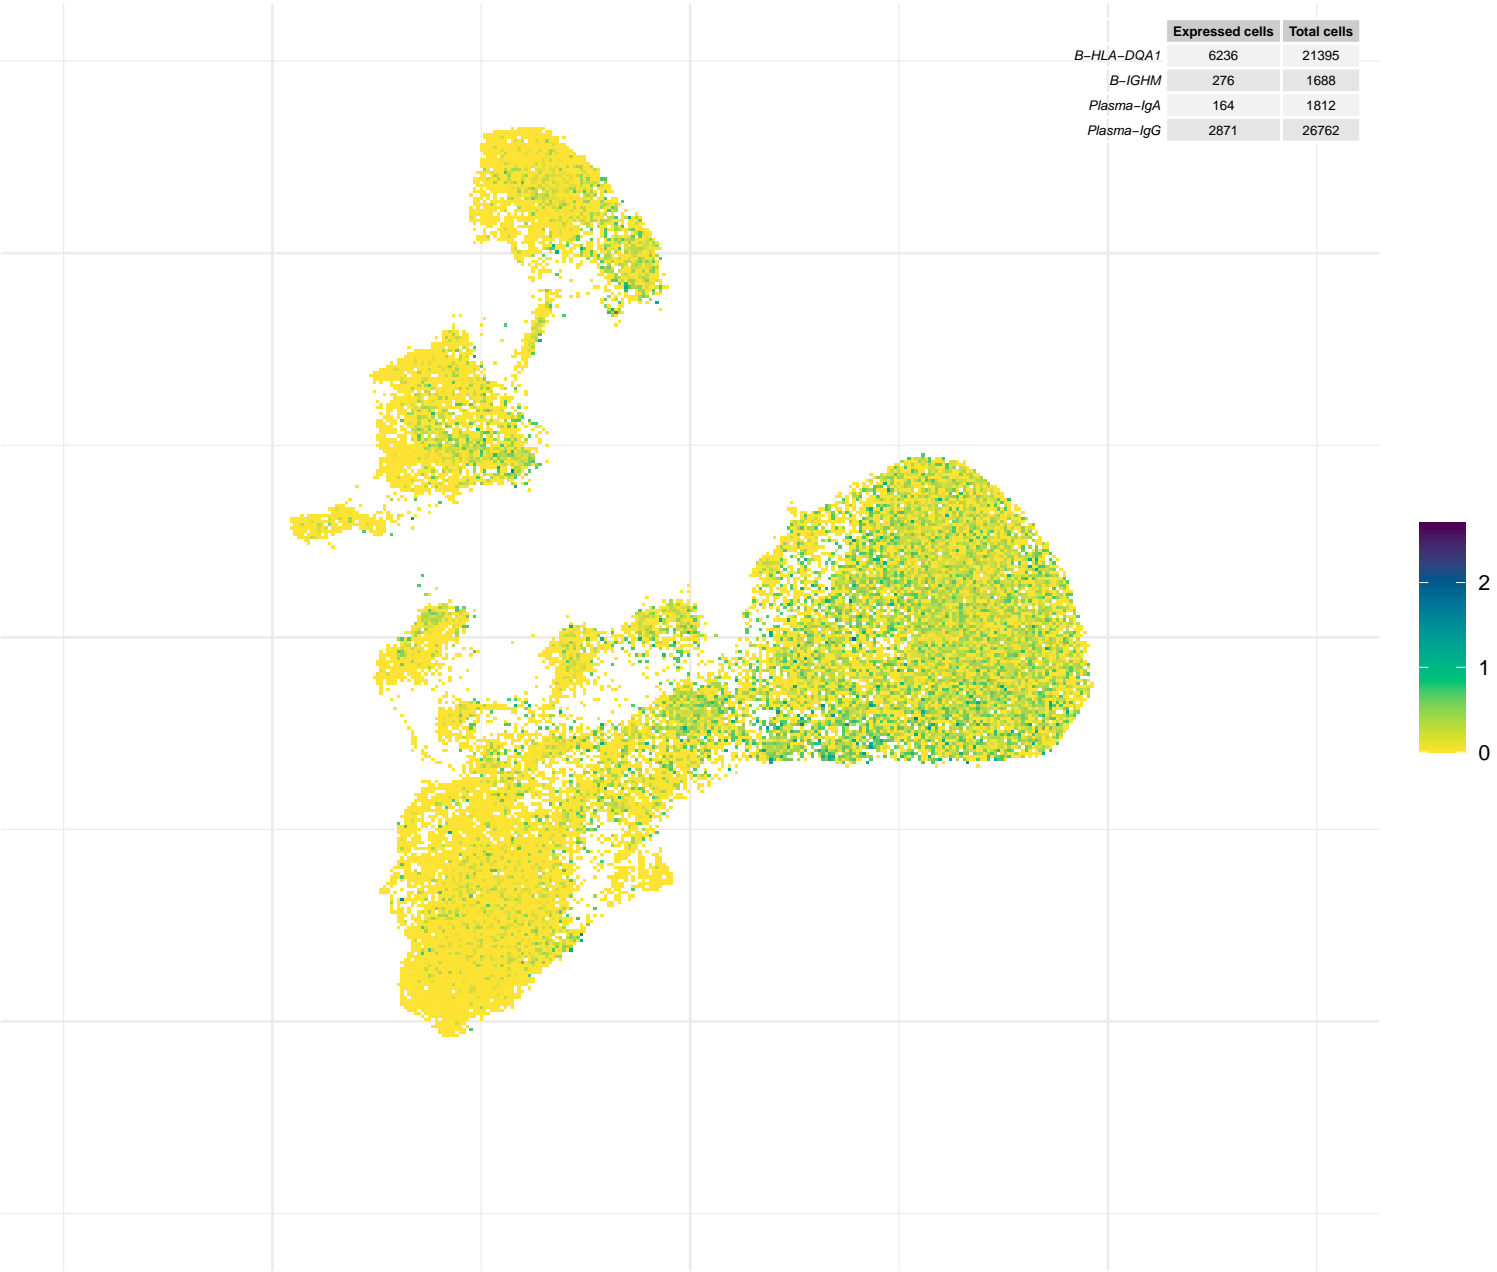 Expressed cells Total cells
B−HLA−DQA1 6236 21395
B−IGHM 276 1688
Plasma−IgA 164 1812
Plasma−IgG 2871 26762
2
1
0